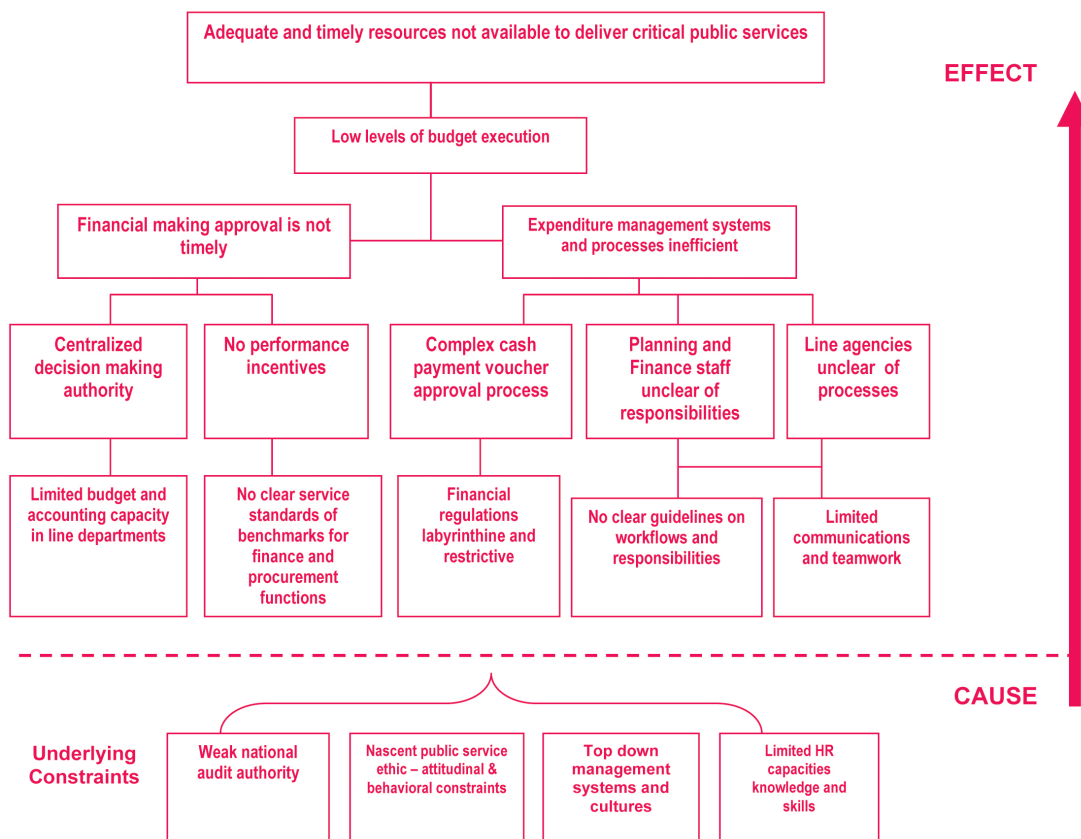 Adequate and timely resources not available to deliver critical public services
EFFECT
Low levels of budget execution
Financial making approval is not
timely
Expenditure management systems
and processes inefficient
Centralized
decision making
authority
No performance
incentives
Complex cash
payment voucher
approval process
Planning and
Finance staff
unclear of
responsibilities
Line agencies
unclear of
processes
Limited budget and
accounting capacity
in line departments
No clear service
standards of
benchmarks for
finance and
procurement
functions
Financial
regulations
labyrinthine and
restrictive
No clear guidelines on
workflows and
responsibilities
Limited
communications
and teamwork
CAUSE
Underlying
Constraints
Weak national
audit authority
Nascent public service
ethic – attitudinal &
behavioral constraints
Top down
management
systems and
cultures
Limited HR
capacities
knowledge and
skills